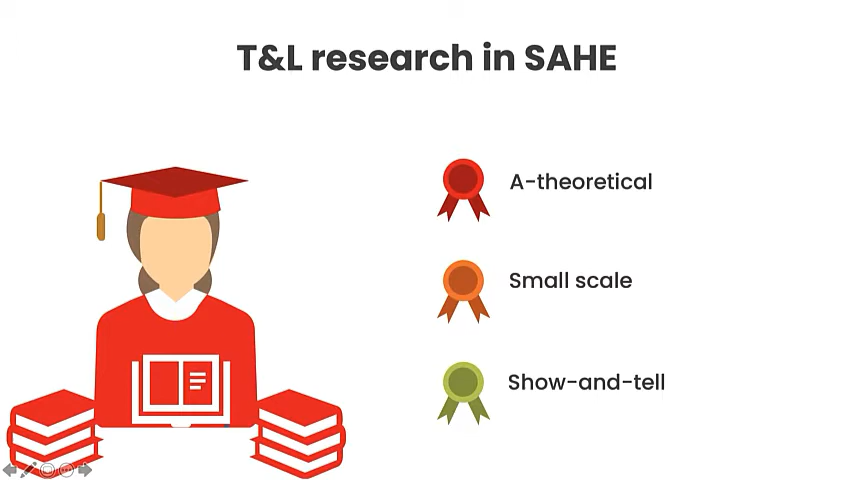 T&L research in SAHE
A-theoretical
Small scale
Show-and-tell